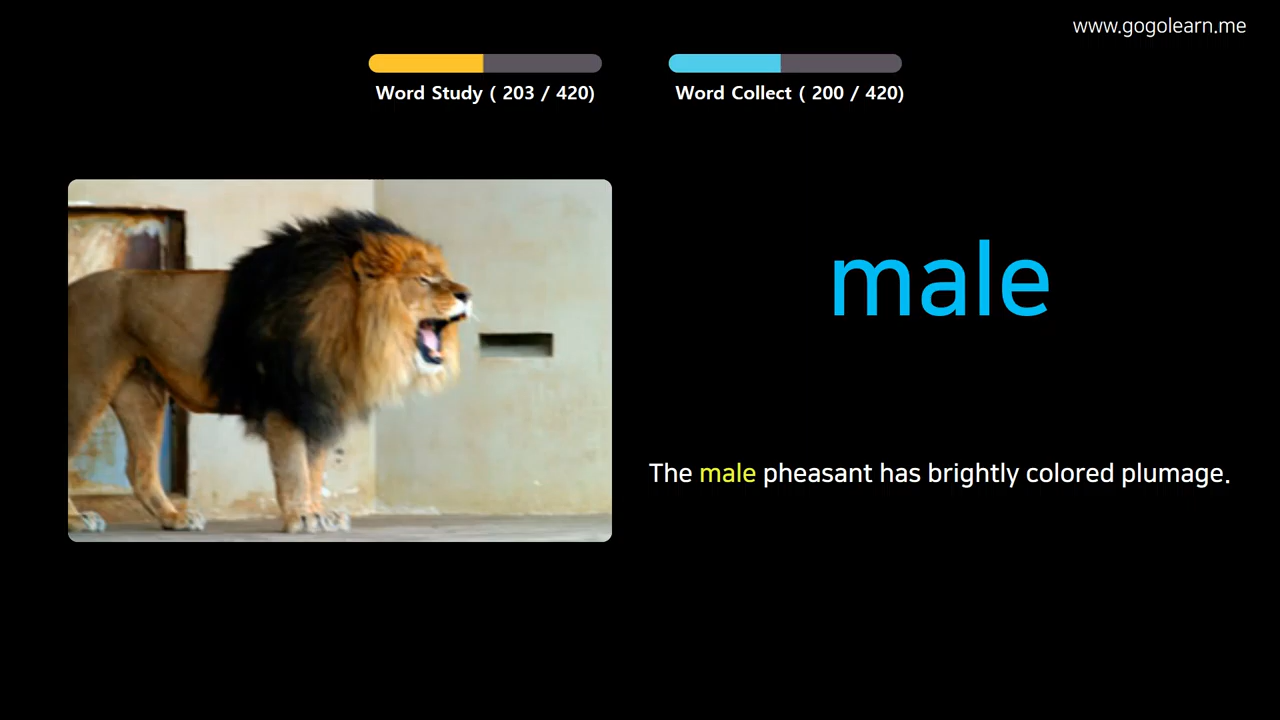 www.gogolearn.me
Word Study ( 203 / 420)
Word Collect ( 200 / 420)
male
The male pheasant has brightly colored plumage.